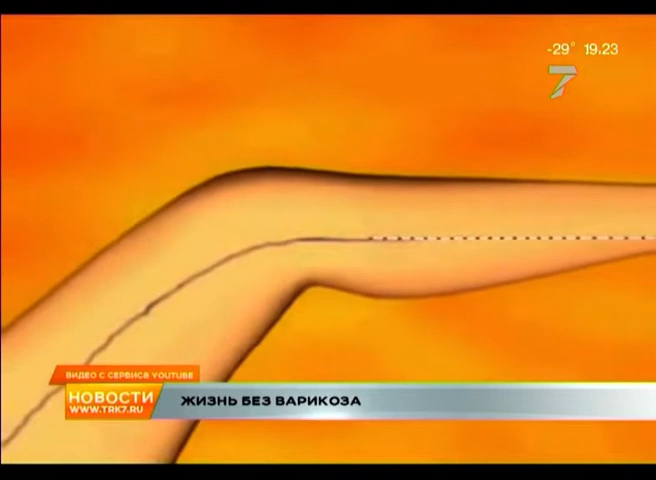 -29° 19.23
7
ВИДЕО С СЕРВИСА YOUTUBE
НОВОСТИ
WWW.TRK7.RU
ЖИЗНЬ БЕЗ ВАРИКОЗА